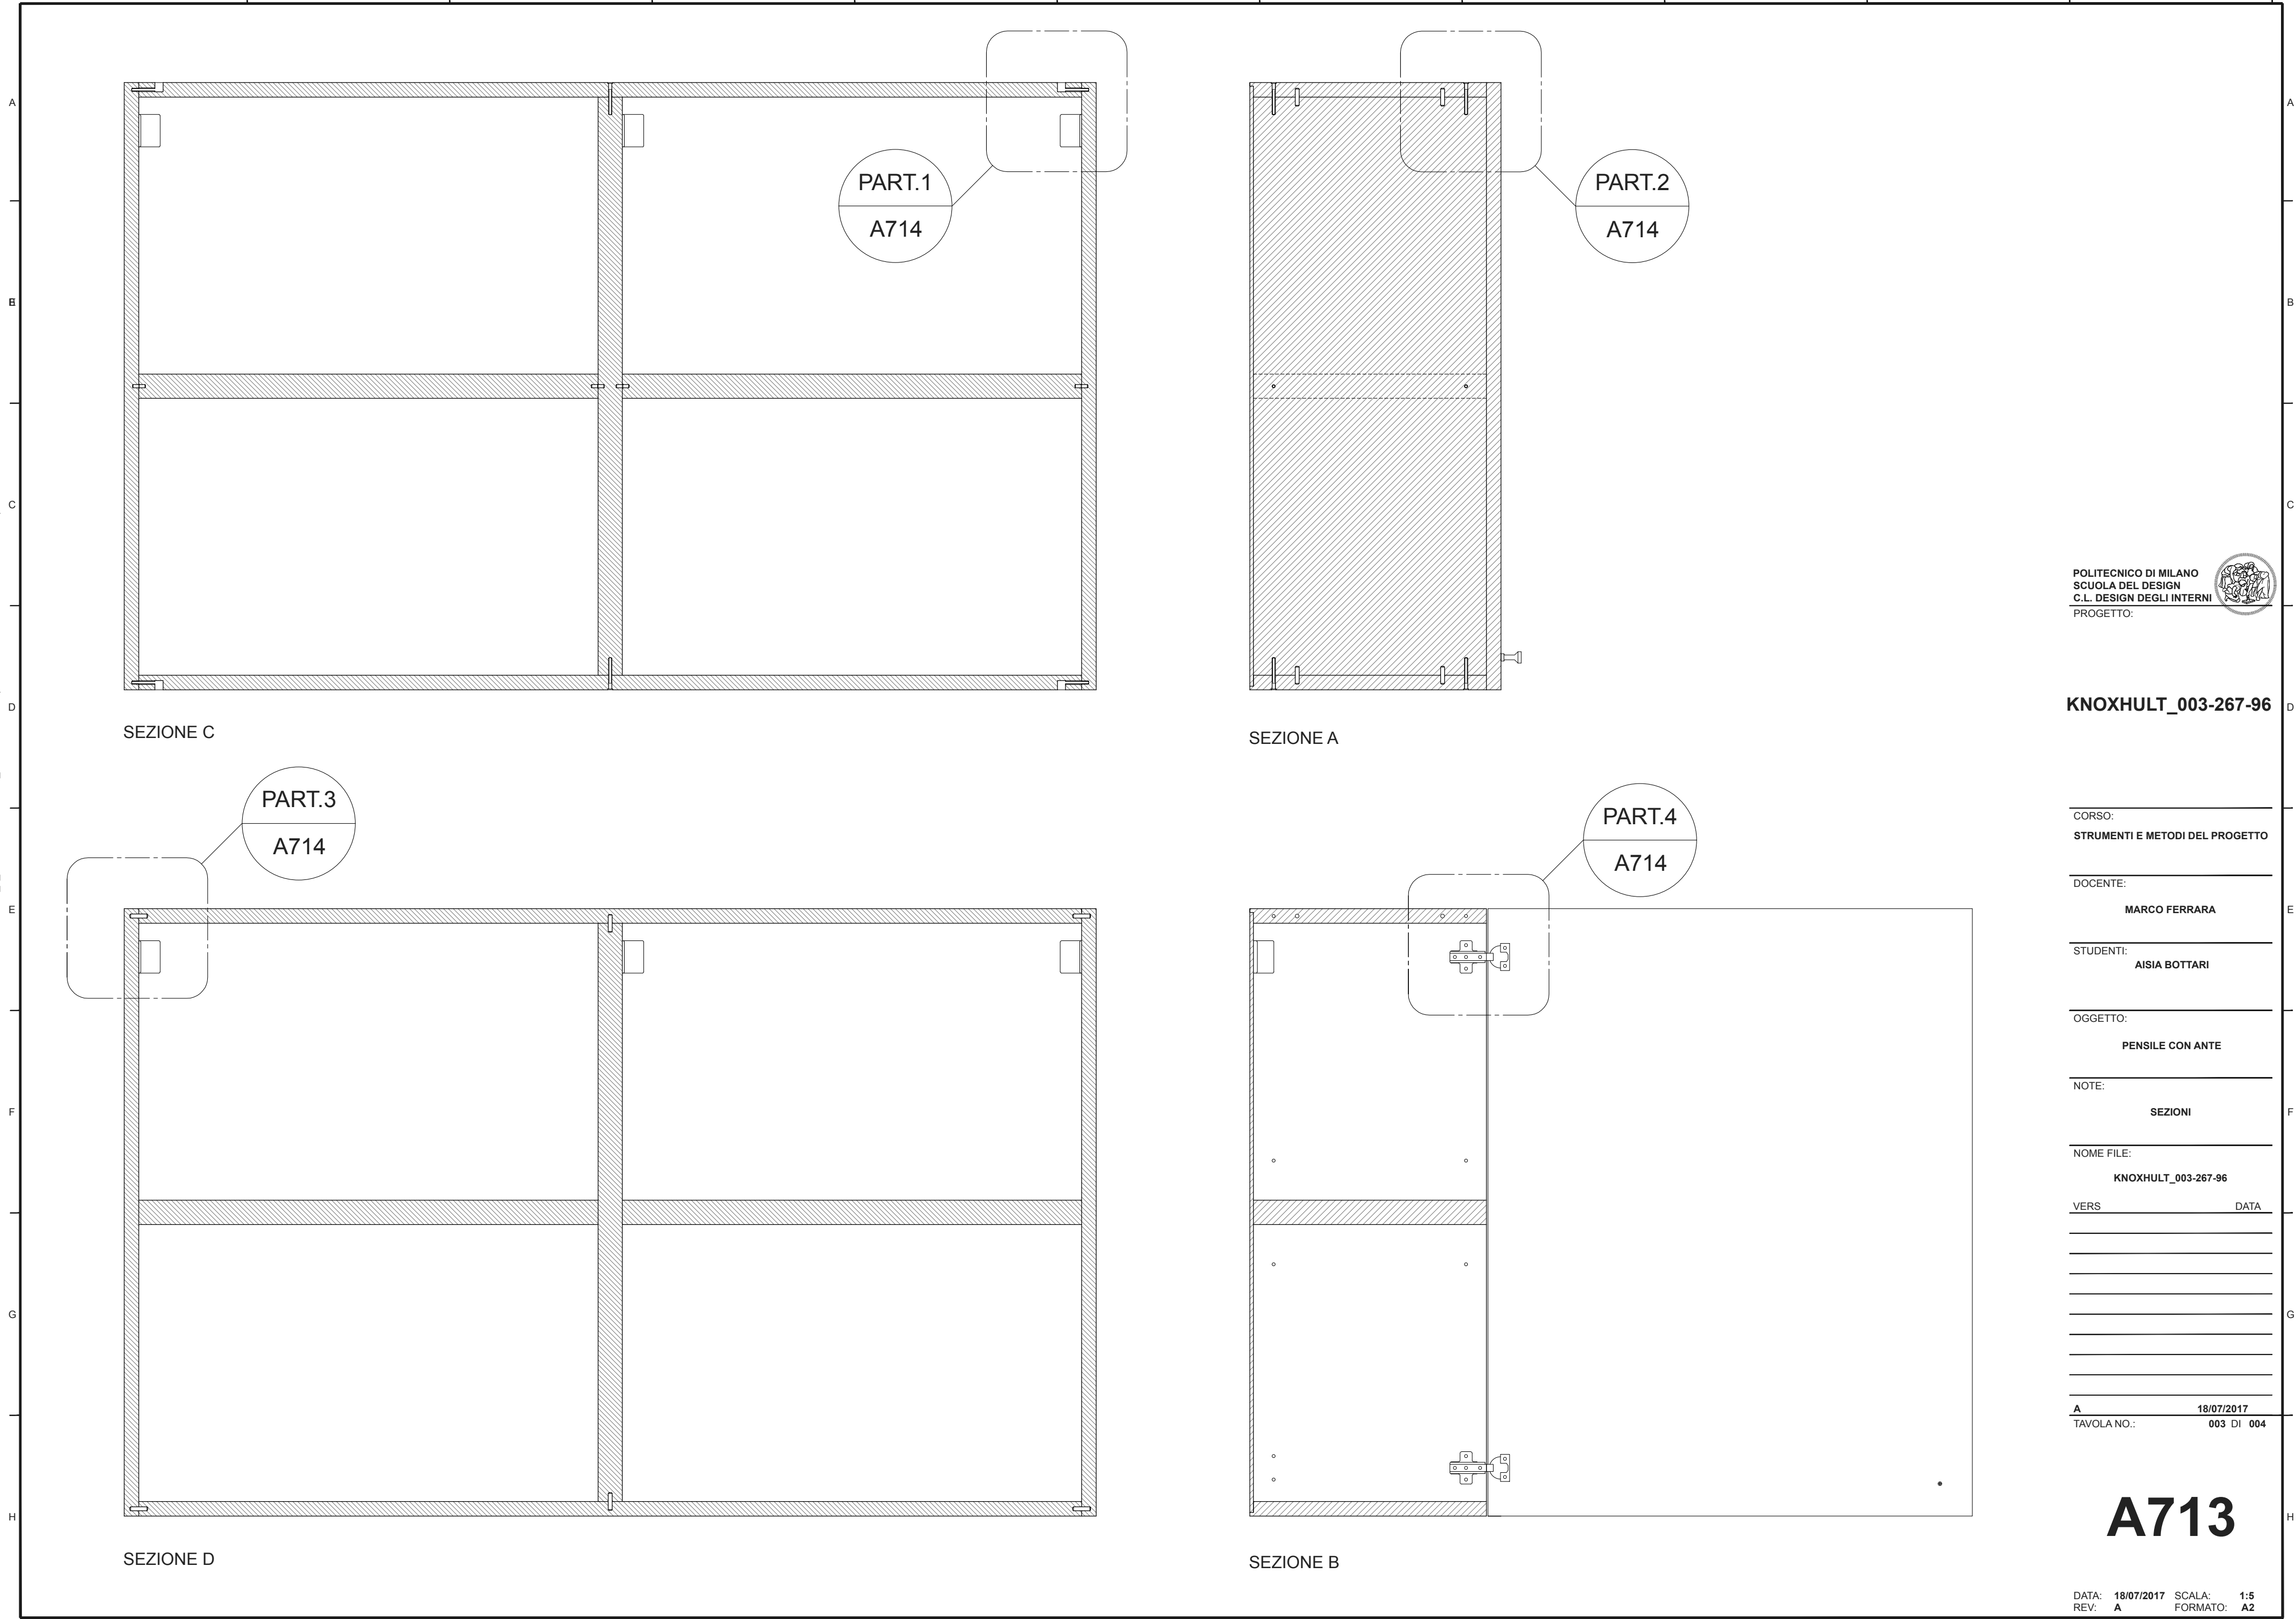 A
A
B
B
C
C
D
D
E
E
F
F
G
G
H
H
PART.1
A714
PART.2
A714
SEZIONE C
SEZIONE A
PART.3
A714
PART.4
A714
SEZIONE D
SEZIONE B
POLITECNICO DI MILANO
SCUOLA DEL DESIGN
C.L. DESIGN DEGLI INTERNI
PROGETTO:
KNOXHULT_003-267-96
CORSO:
STRUMENTI E METODI DEL PROGETTO
DOCENTE:
MARCO FERRARA
STUDENTI:
AISIA BOTTARI
OGGETTO:
PENSILE CON ANTE
NOTE:
SEZIONI
NOME FILE:
KNOXHULT_003-267-96
VERS DATA
A 18/07/2017
TAVOLA NO.: 003 DI 004
A713
DATA: 18/07/2017 SCALA: 1:5
REV: A FORMATO: A2